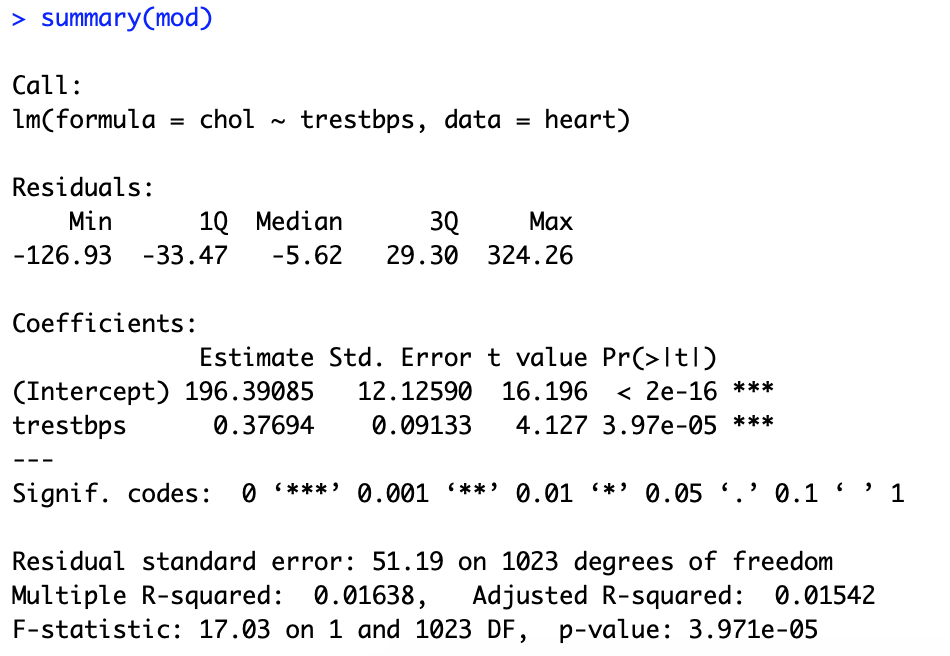 > summary(mod)
Call:
lm(formula = chol ~ trestbps, data = heart)
Residuals:
    Min      1Q  Median      3Q     Max
-126.93  -33.47   -5.62   29.30  324.26
Coefficients:
             Estimate Std. Error t value Pr(>|t|)
(Intercept) 196.39085   12.12590  16.196  < 2e-16 ***
trestbps      0.37694    0.09133   4.127 3.97e-05 ***
---
Signif. codes:  0 ‘***’ 0.001 ‘**’ 0.01 ‘*’ 0.05 ‘.’ 0.1 ‘ ’ 1
Residual standard error: 51.19 on 1023 degrees of freedom
Multiple R-squared:  0.01638,   Adjusted R-squared:  0.01542
F-statistic: 17.03 on 1 and 1023 DF,  p-value: 3.971e-05